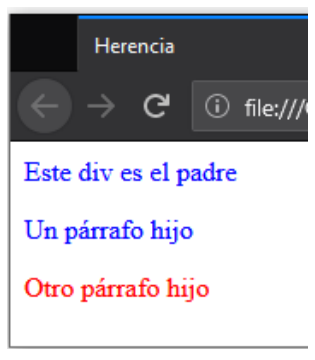 Herencia
file:///
Este div es el padre
Un párrafo hijo
Otro párrafo hijo